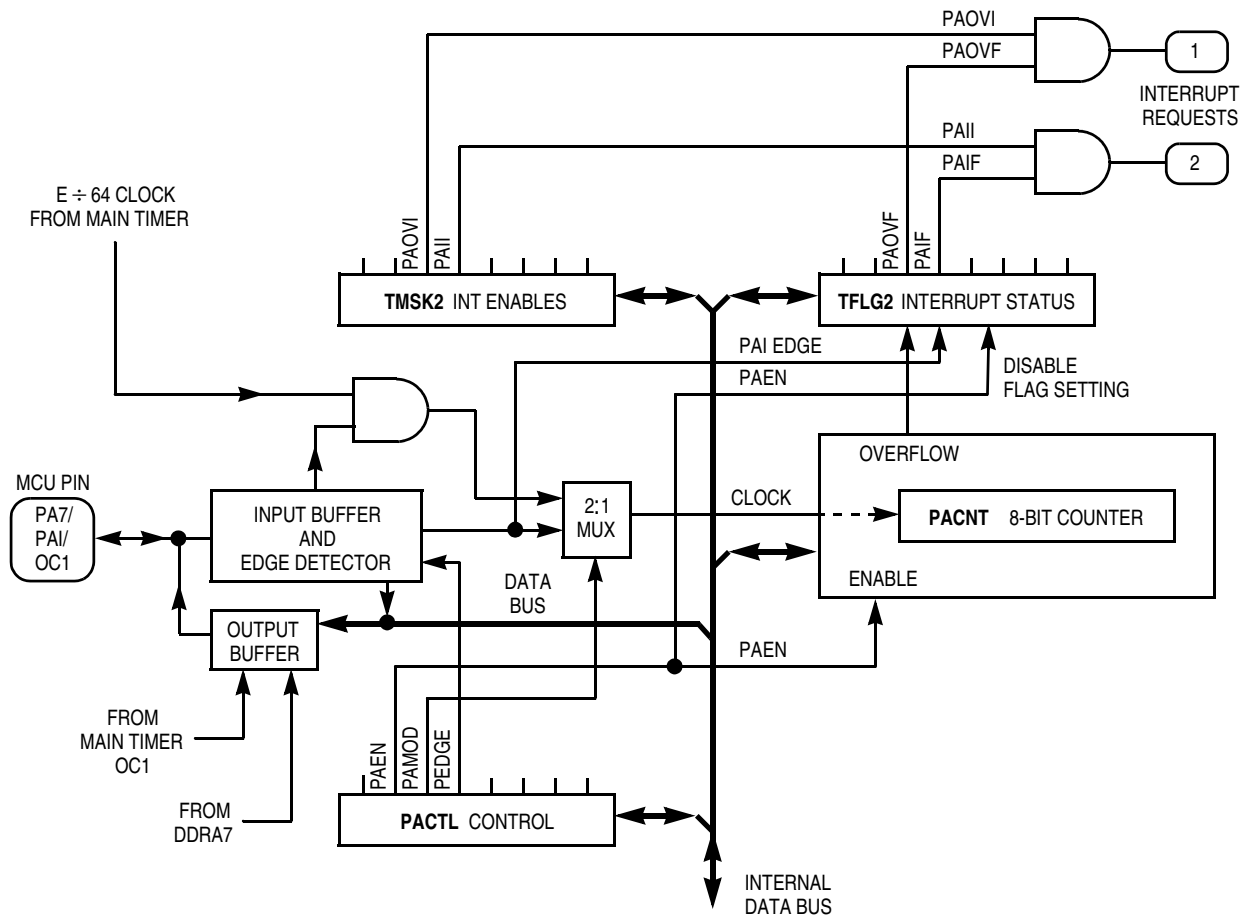 PAOVI
PAOVF
1
INTERRUPT
REQUESTS
PAII
PAIF
2
E ÷ 64 CLOCK
FROM MAIN TIMER
PAOVI
PAII
PAOVF
PAIF
TMSK2 INT ENABLES
TFLG2 INTERRUPT STATUS
PAI EDGE
PAEN
DISABLE
FLAG SETTING
OVERFLOW
MCU PIN
PA7/
PAI/
OC1
INPUT BUFFER
AND
EDGE DETECTOR
2:1
MUX
CLOCK
PACNT 8-BIT COUNTER
DATA
BUS
ENABLE
OUTPUT
BUFFER
PAEN
FROM
MAIN TIMER
OC1
PAEN
PAMOD
PEDGE
FROM
DDRA7
PACTL CONTROL
INTERNAL
DATA BUS